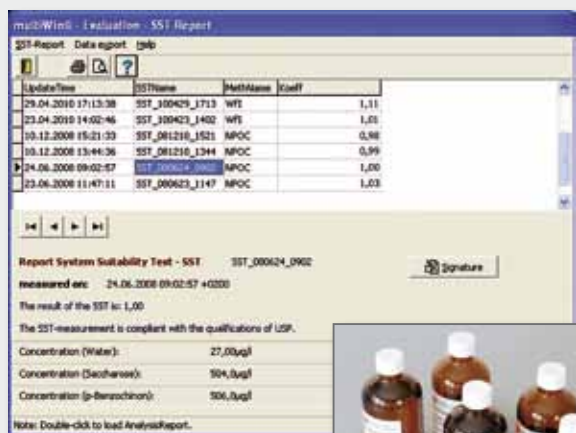 multiWinS - Evaluation - SST Report
SST-Report Data export Help
UpdateTime SSTName MethName Koeff
29.04.2010 17:13:38 SST_100429_1713 WFI 1,11
23.04.2010 14:02:46 SST_100423_1402 WFI 1,01
10.12.2008 15:21:33 SST_081210_1521 NPOC 0,98
10.12.2008 13:44:36 SST_081210_1344 NPOC 0,99
24.06.2008 09:02:57 SST_080624_0902 NPOC 1,00
23.06.2008 11:47:11 SST_080623_1147 NPOC 1,03
Report System Suitability Test - SST SST_080624_0902
Signature
measured on: 24.06.2008 09:02:57 +0200
The result of the SST is: 1,00
The SST-measurement is compliant with the qualifications of USP.
Concentration (Water): 27,00µg/l
Concentration (Saccharose): 504,0µg/l
Concentration (p-Benzochinon): 506,0µg/l
Note: Double-click to load AnalysisReport.